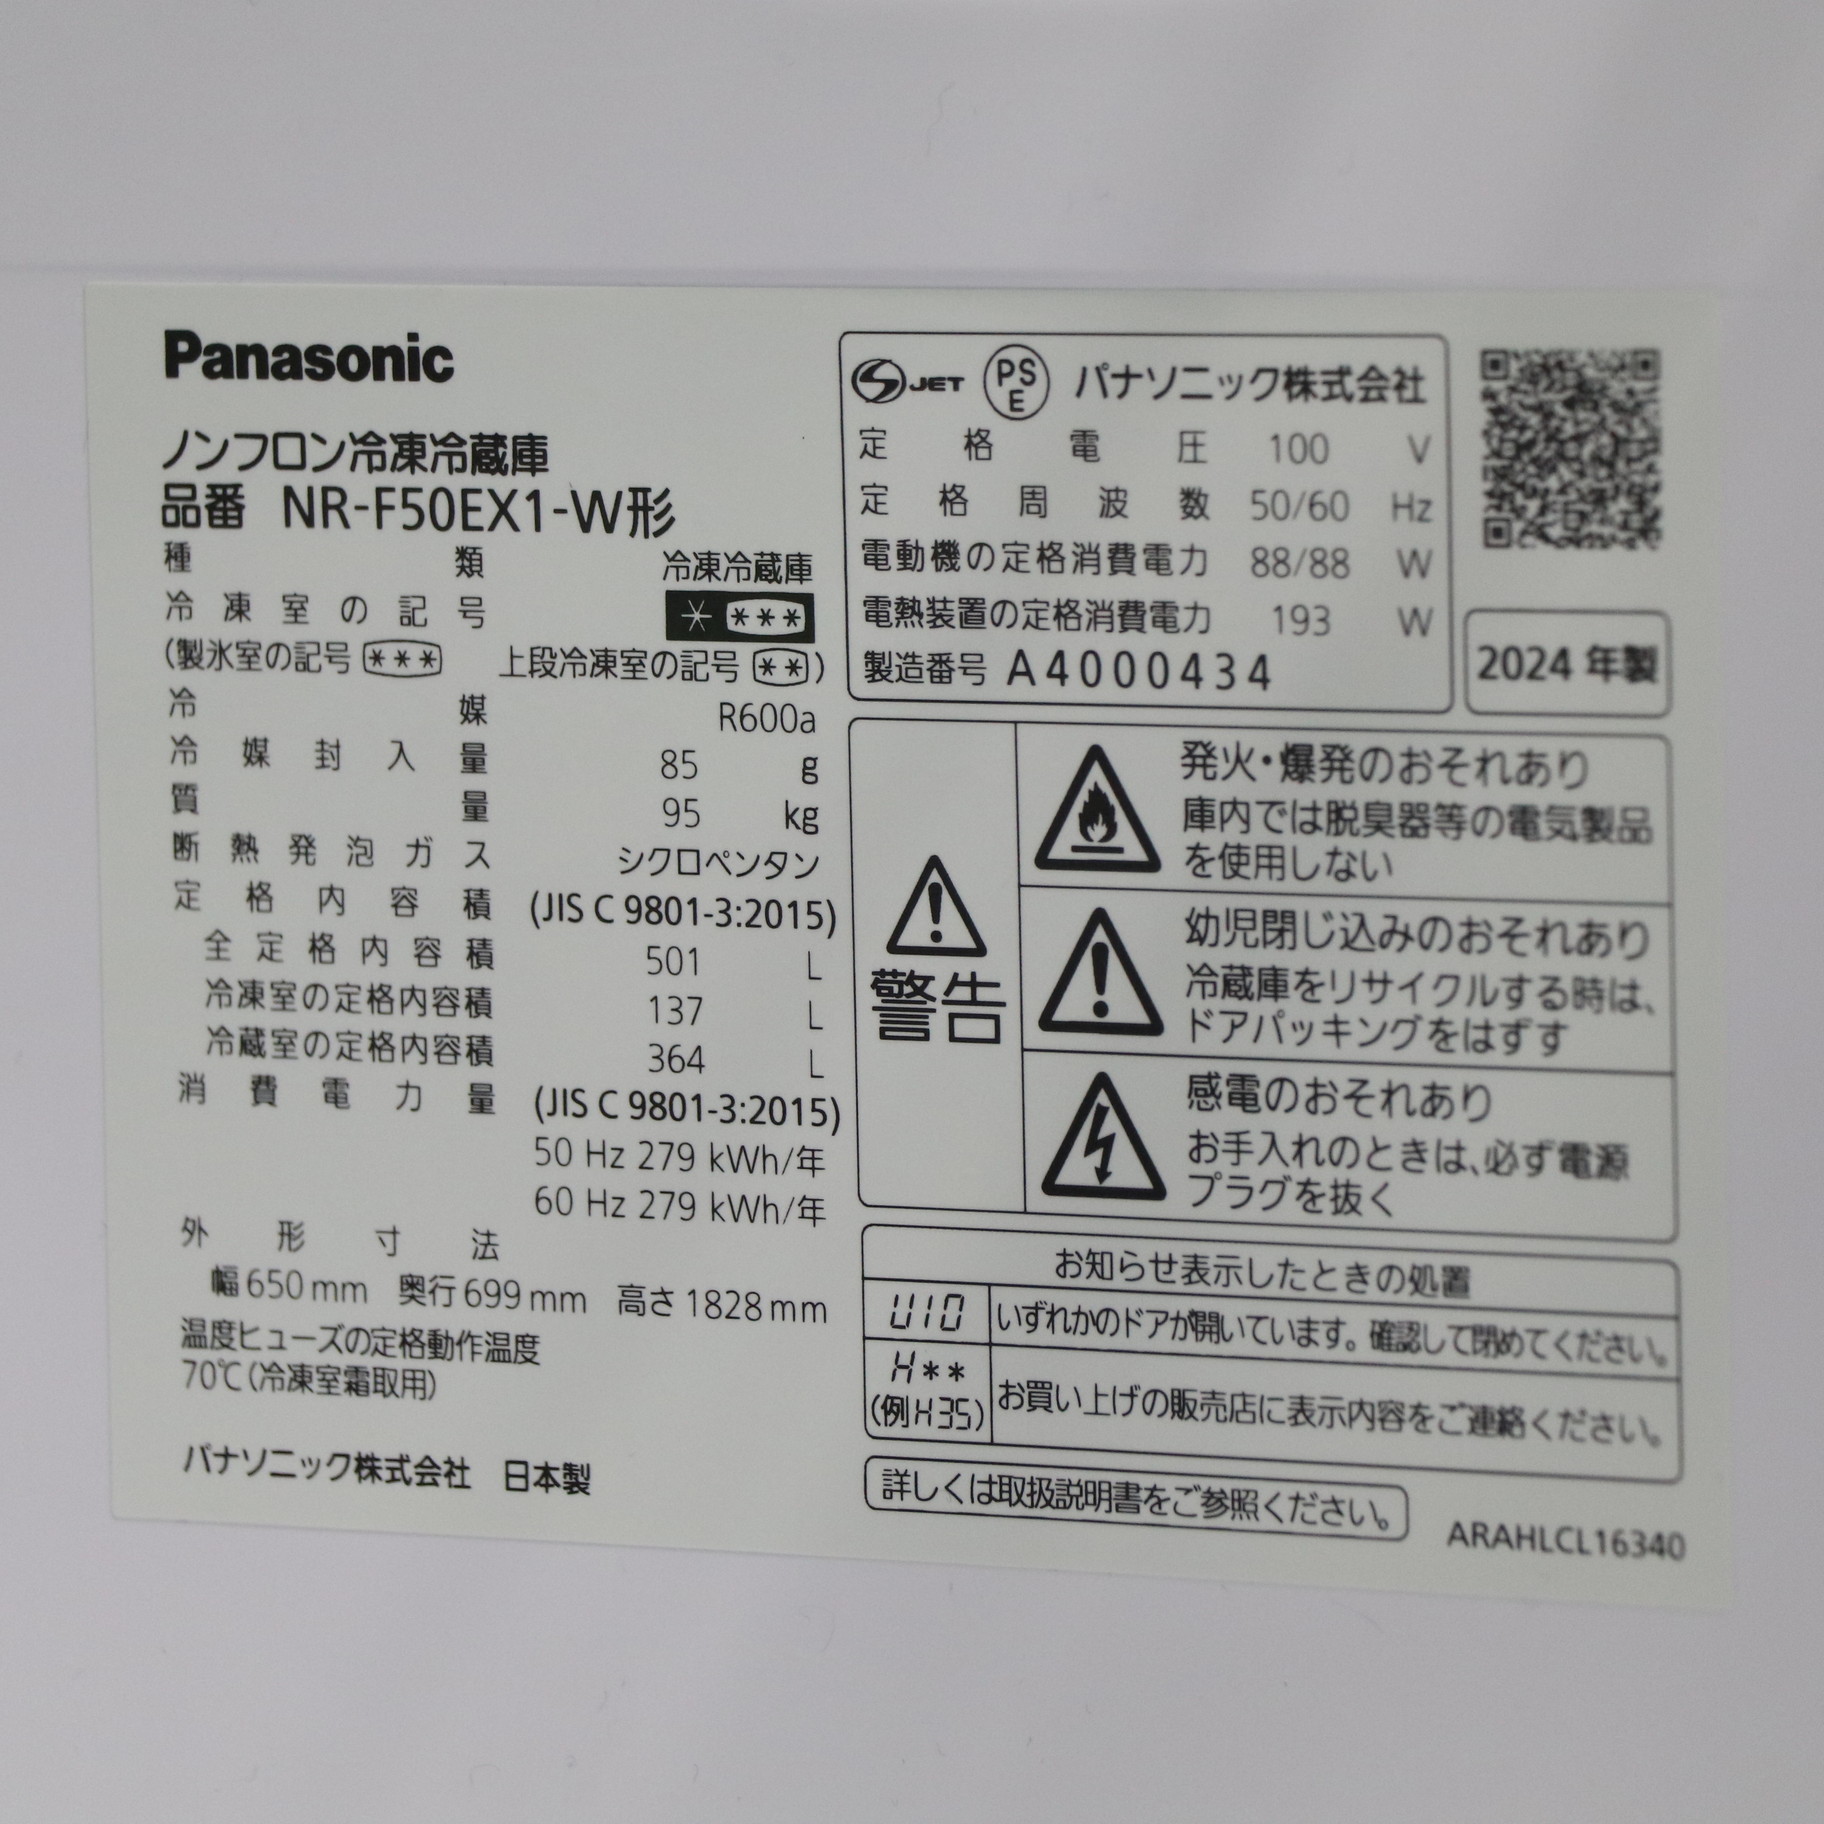 Panasonic
ノンフロン冷凍冷蔵庫
品番 NR-F50EX1-W形
種類 冷凍冷蔵庫
冷凍室の記号 * ***
(製氷室の記号 *** 上段冷凍室の記号 **)
冷媒 R600a
冷媒封入量 85 g
質量 95 kg
断熱発泡ガス シクロペンタン
定格内容積 (JIS C 9801-3:2015)
全定格内容積 501 L
冷凍室の定格内容積 137 L
冷蔵室の定格内容積 364 L
消費電力量 (JIS C 9801-3:2015)
50 Hz 279 kWh/年
60 Hz 279 kWh/年
外形寸法
幅 650 mm 奥行 699 mm 高さ 1828 mm
温度ヒューズの定格動作温度
70℃(冷凍室霜取用)
パナソニック株式会社 日本製
S JET PS E パナソニック株式会社
定格電圧 100 V
定格周波数 50/60 Hz
電動機の定格消費電力 88/88 W
電熱装置の定格消費電力 193 W
製造番号 A4000434
2024 年製
警告
発火・爆発のおそれあり
庫内では脱臭器等の電気製品
を使用しない
幼児閉じ込みのおそれあり
冷蔵庫をリサイクルする時は、
ドアパッキングをはずす
感電のおそれあり
お手入れのときは、必ず電源
プラグを抜く
お知らせ表示したときの処置
U10 いずれかのドアが開いています。確認して閉めてください。
H**
(例H35) お買い上げの販売店に表示内容をご連絡ください。
詳しくは取扱説明書をご参照ください。
ARAHLCL16340